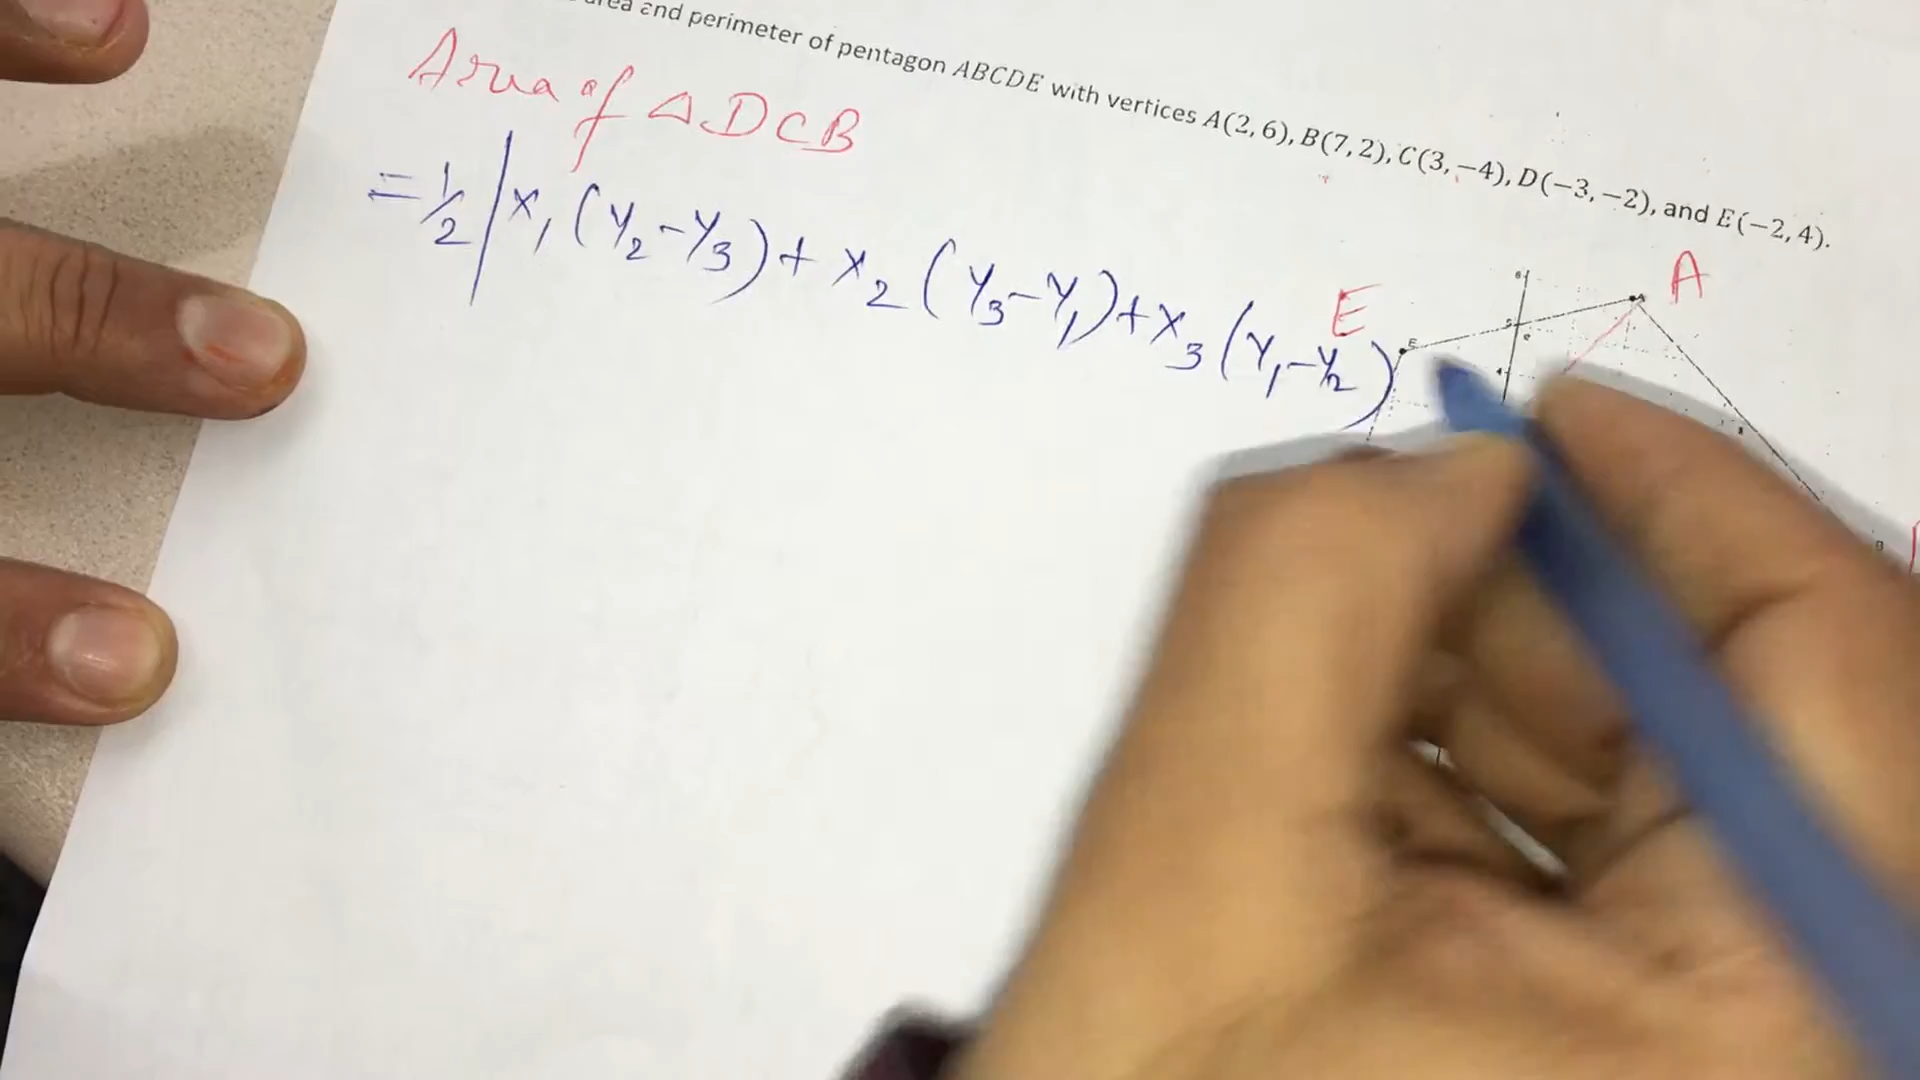 area and perimeter of pentagon ABCDE with vertices A(2, 6), B(7, 2), C(3, −4), D(−3, −2), and E(−2, 4).
Area of △DCB
= 1/2 | x₁ (y₂ − y₃) + x₂ (y₃ − y₁) + x₃ (y₁ − y₂)
E
A
E